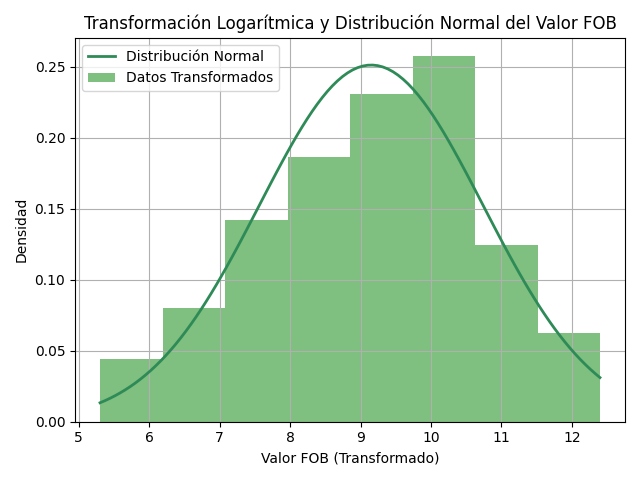 Transformación Logarítmica y Distribución Normal del Valor FOB
Distribución Normal
Datos Transformados
Densidad
0.25
0.20
0.15
0.10
0.05
0.00
5 6 7 8 9 10 11 12
Valor FOB (Transformado)